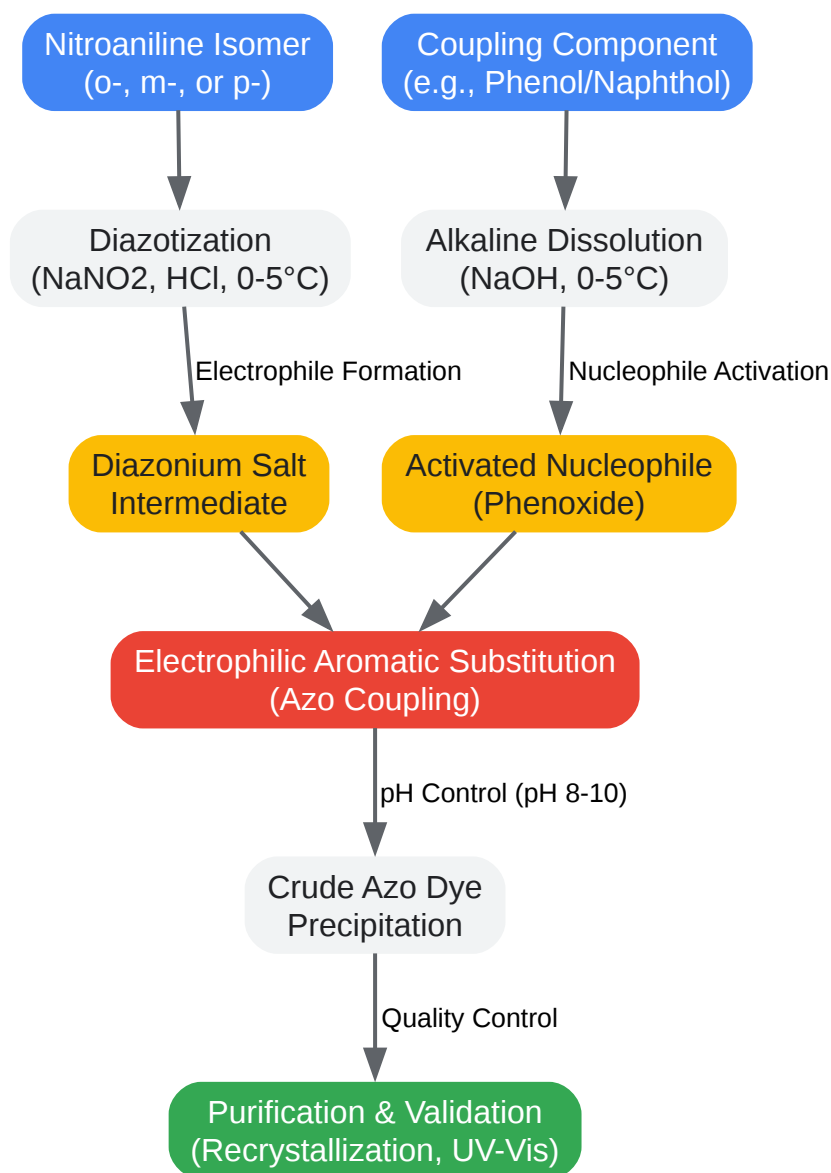 Nitroaniline Isomer
(o-, m-, or p-)
Coupling Component
(e.g., Phenol/Naphthol)
Diazotization
(NaNO2, HCl, 0-5°C)
Alkaline Dissolution
(NaOH, 0-5°C)
Electrophile Formation
Nucleophile Activation
Diazonium Salt
Intermediate
Activated Nucleophile
(Phenoxide)
Electrophilic Aromatic Substitution
(Azo Coupling)
pH Control (pH 8-10)
Crude Azo Dye
Precipitation
Quality Control
Purification & Validation
(Recrystallization, UV-Vis)